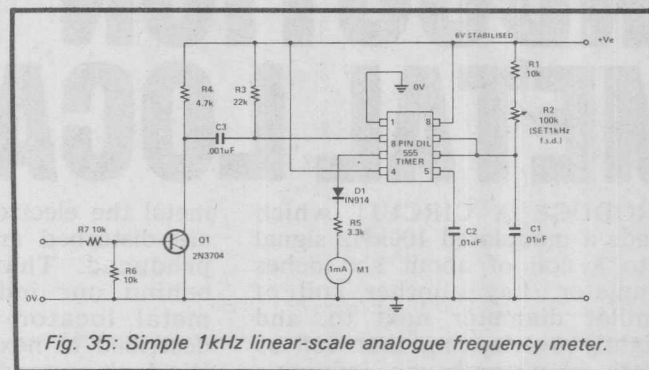 6V STABILISED
+Ve
R4
4.7k
R3
22k
C3
.001uF
0V
1
8
8 PIN DIL
555
TIMER
4
5
R1
10k
R2
100k
(SET 1kHz
f.s.d.)
D1
IN914
R5
3.3k
1mA
M1
C2
.01uF
C1
.01uF
R7 10k
Q1
2N3704
R6
10k
0V
Fig. 35: Simple 1kHz linear-scale analogue frequency meter.